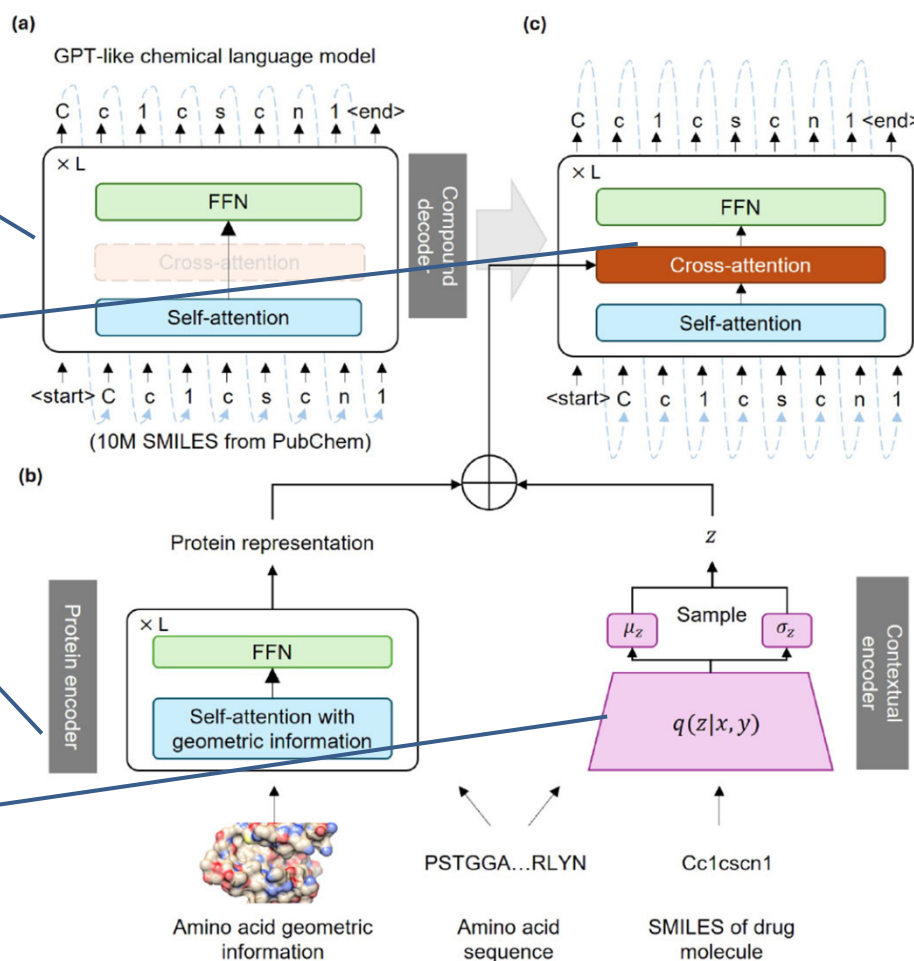 (a)
GPT-like chemical language model
C c 1 c s c n 1 <end>
× L
FFN
Cross-attention
Self-attention
<start> C c 1 c s c n 1
(10M SMILES from PubChem)
Compound
decoder
(c)
C c 1 c s c n 1 <end>
× L
FFN
Cross-attention
Self-attention
<start> C c 1 c s c n 1
(b)
Protein representation
Protein encoder
× L
FFN
Self-attention with
geometric information
z
Sample
μz
σz
q(z|x, y)
Contextual
encoder
PSTGGA...RLYN
Cc1cscn1
Amino acid geometric
information
Amino acid
sequence
SMILES of drug
molecule